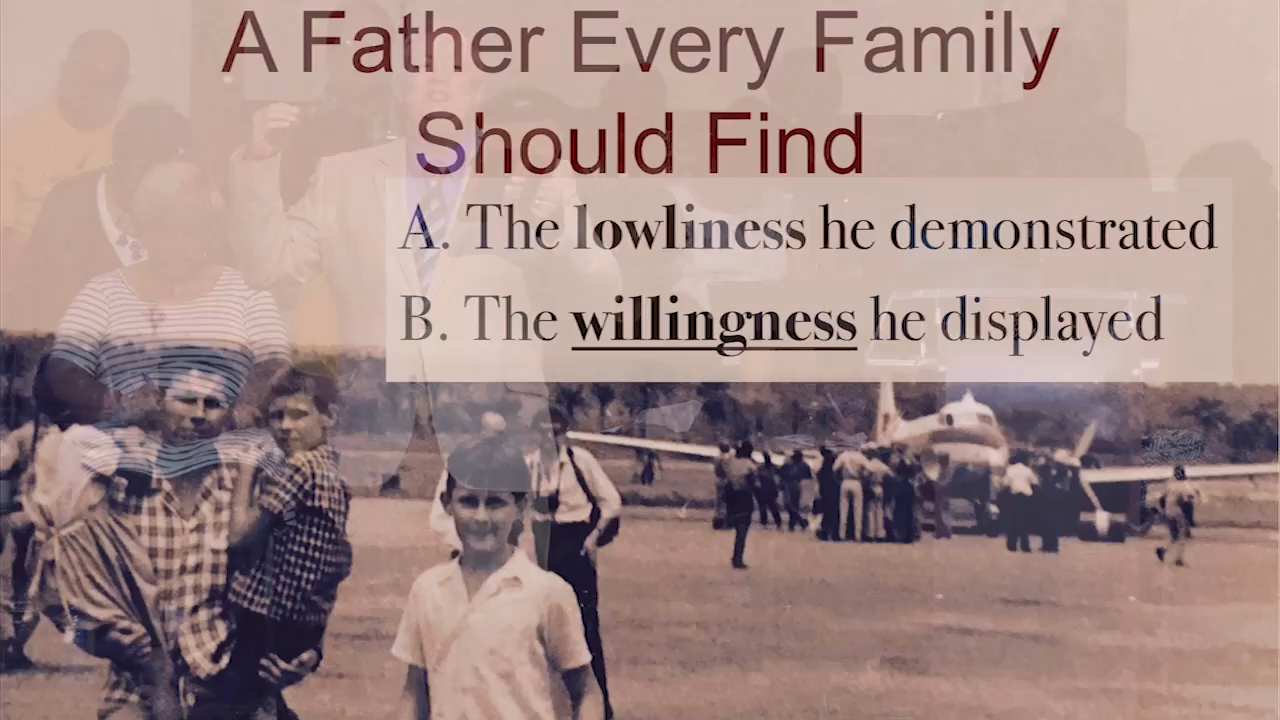 A Father Every Family
Should Find
A. The lowliness he demonstrated
B. The willingness he displayed